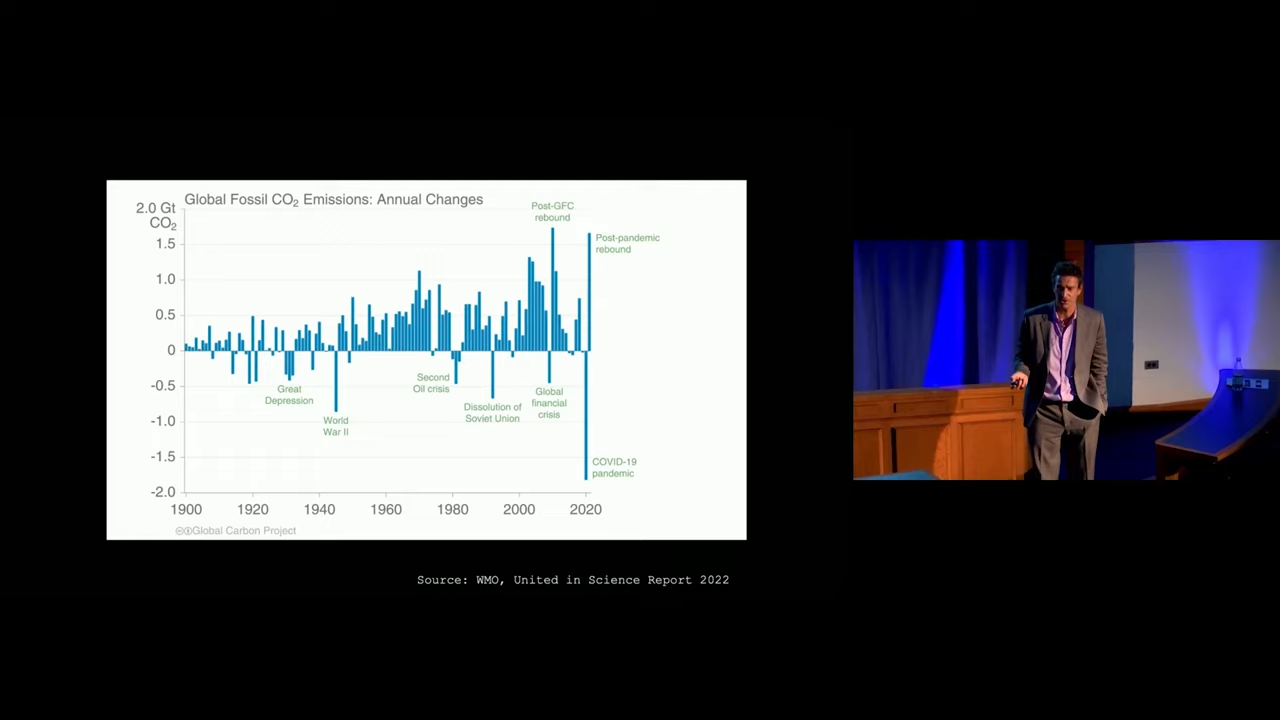 Global Fossil CO₂ Emissions: Annual Changes
2.0 Gt
CO₂
1.5
1.0
0.5
0
-0.5
-1.0
-1.5
-2.0
Great
Depression
World
War II
Second
Oil crisis
Dissolution of
Soviet Union
Global
financial
crisis
Post-GFC
rebound
Post-pandemic
rebound
COVID-19
pandemic
1900 1920 1940 1960 1980 2000 2020
Global Carbon Project
Source: WMO, United in Science Report 2022